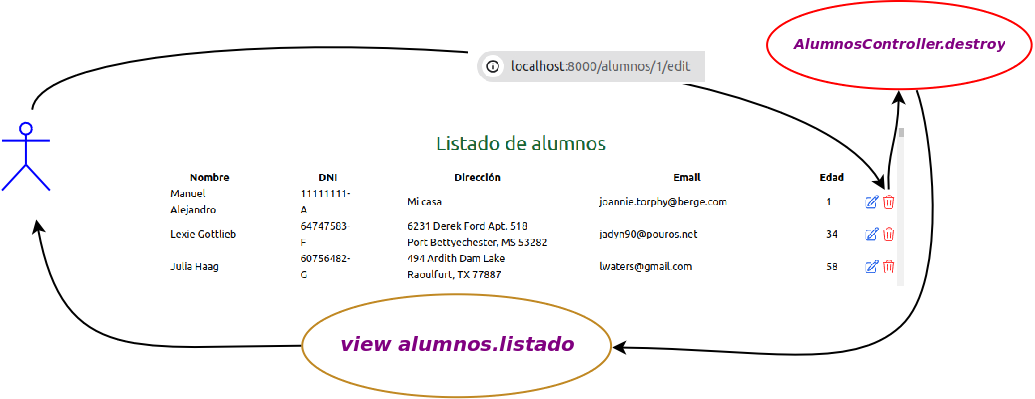 AlumnosController.destroy
localhost:8000/alumnos/1/edit
Listado de alumnos
Nombre DNI Dirección Email Edad
Manuel Alejandro 11111111-A Mi casa joannie.torphy@berge.com 1
Lexie Gottlieb 64747583-F 6231 Derek Ford Apt. 518 Port Bettyechester, MS 53282 jadyn90@pouros.net 34
Julia Haag 60756482-G 494 Ardith Dam Lake Raoulfurt, TX 77887 lwaters@gmail.com 58
view alumnos.listado